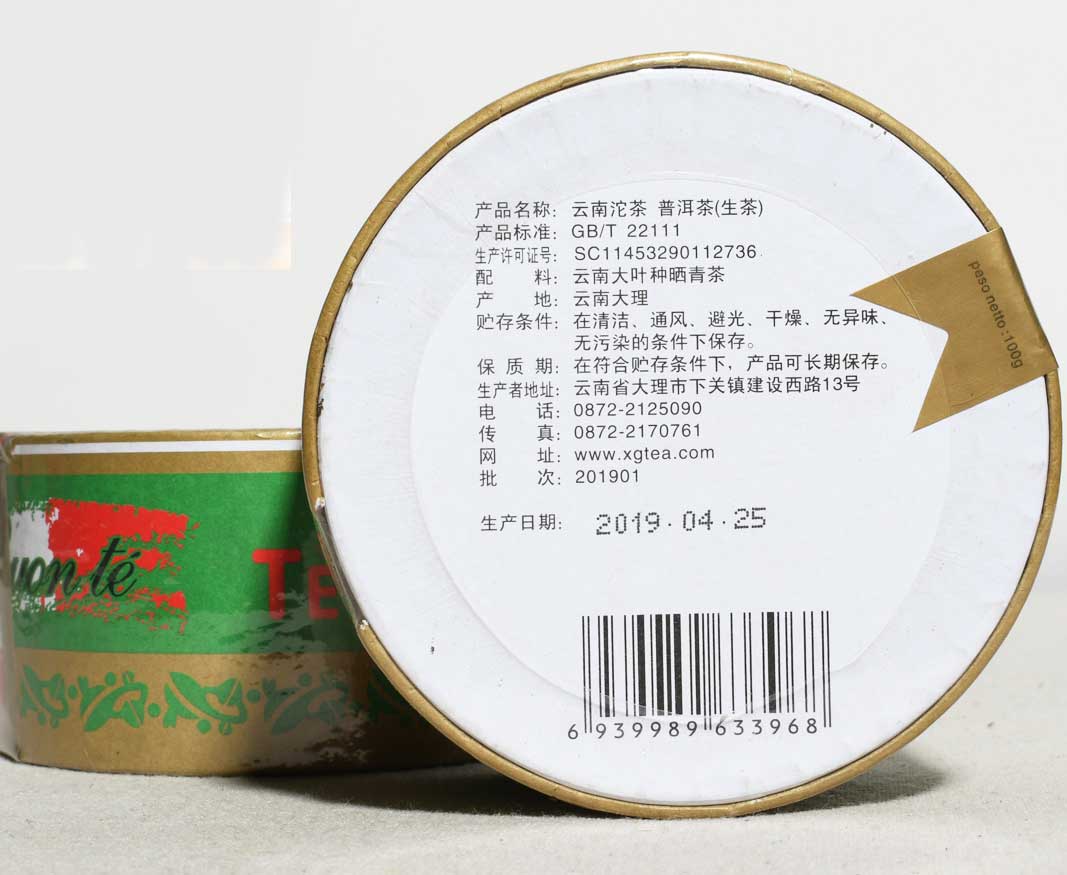 产品名称：云南沱茶 普洱茶(生茶)
产品标准：GB/T 22111
生产许可证号：SC11453290112736
配 料：云南大叶种晒青茶
产 地：云南大理
贮存条件：在清洁、通风、避光、干燥、无异味、
无污染的条件下保存。
保 质 期：在符合贮存条件下，产品可长期保存。
生产者地址：云南省大理市下关镇建设西路13号
电 话：0872-2125090
传 真：0872-2170761
网 址：www.xgtea.com
批 次：201901
生产日期：2019.04.25
6 939989 633968
peso netto :100g
té
TE